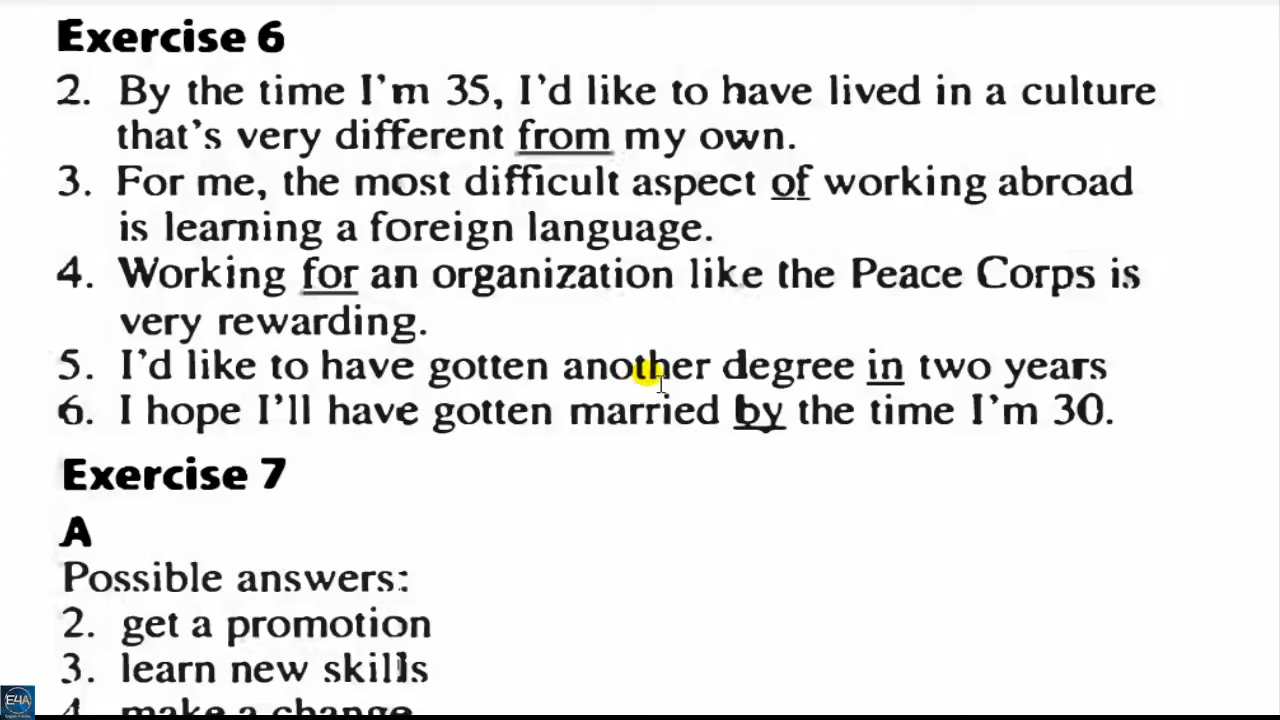 Exercise 6
2. By the time I'm 35, I'd like to have lived in a culture
that's very different from my own.
3. For me, the most difficult aspect of working abroad
is learning a foreign language.
4. Working for an organization like the Peace Corps is
very rewarding.
5. I'd like to have gotten another degree in two years
6. I hope I'll have gotten married by the time I'm 30.
Exercise 7
A
Possible answers:
2. get a promotion
3. learn new skills
4. make a change
E4A